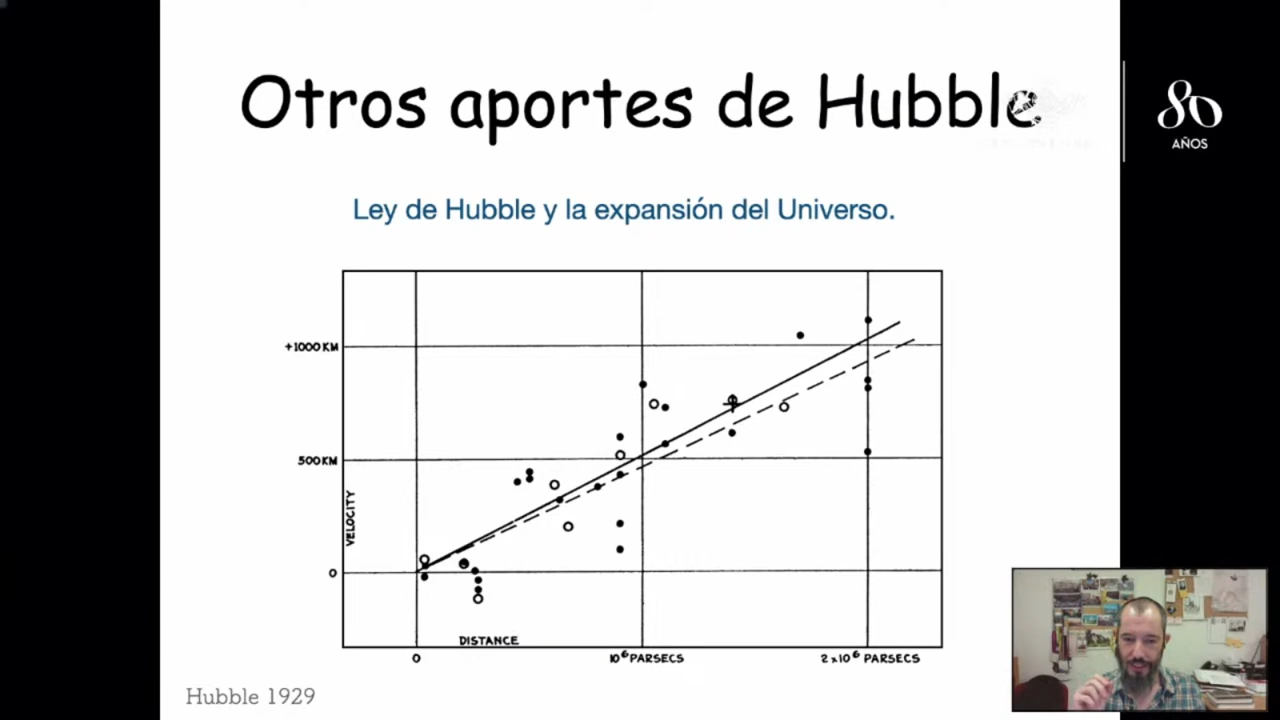 Otros aportes de Hubble
80
AÑOS
Ley de Hubble y la expansión del Universo.
+1000 KM
500 KM
VELOCITY
0
DISTANCE
0
10⁶ PARSECS
2 x 10⁶ PARSECS
Hubble 1929